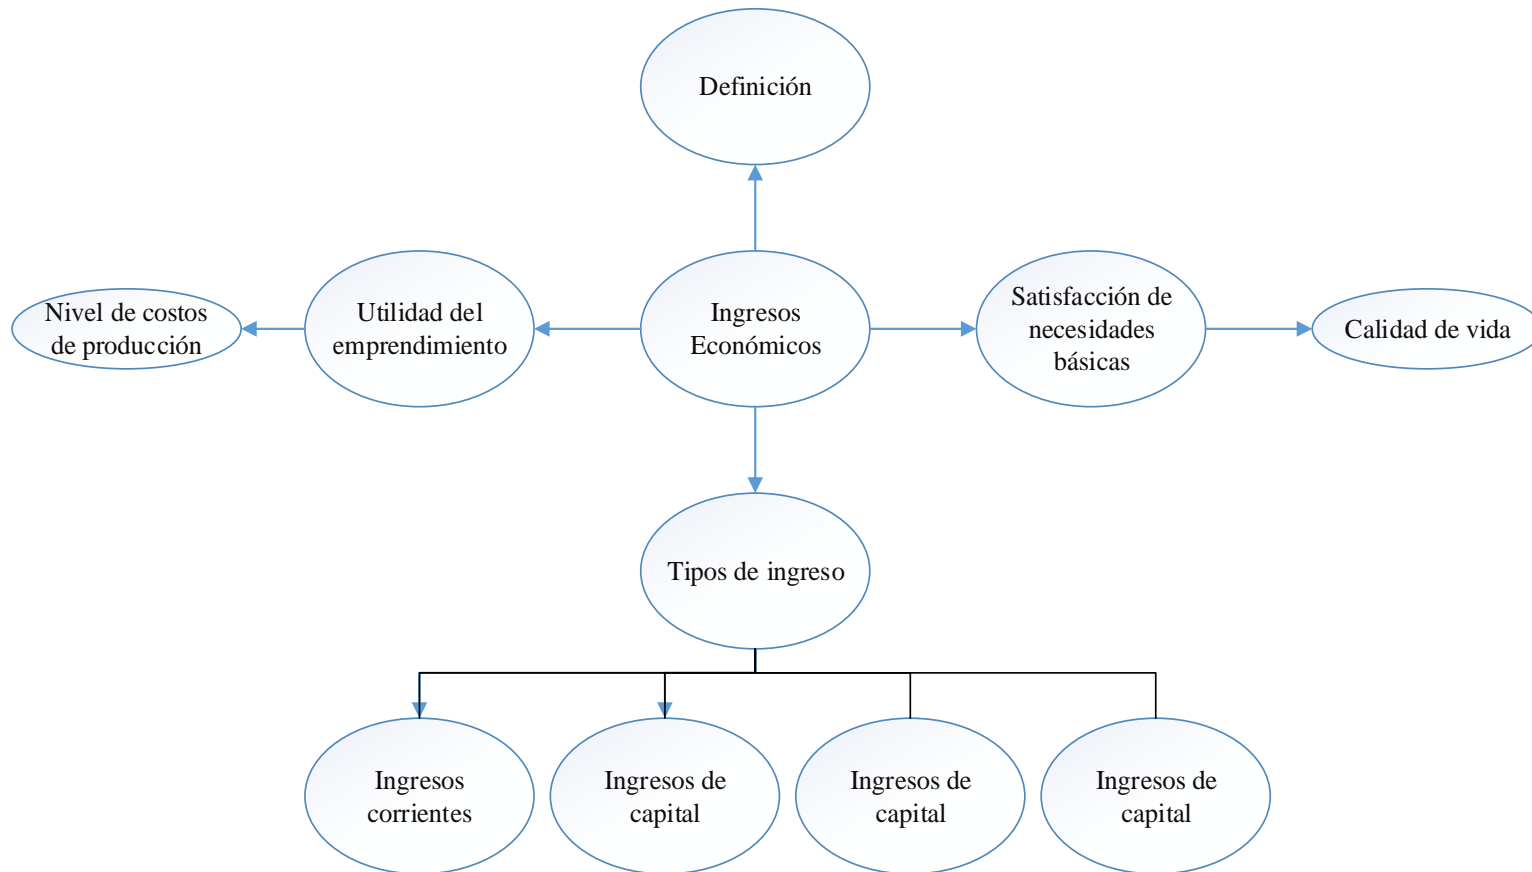 Definición
Nivel de costos
de producción
Utilidad del
emprendimiento
Ingresos
Económicos
Satisfacción de
necesidades
básicas
Calidad de vida
Tipos de ingreso
Ingresos
corrientes
Ingresos de
capital
Ingresos de
capital
Ingresos de
capital